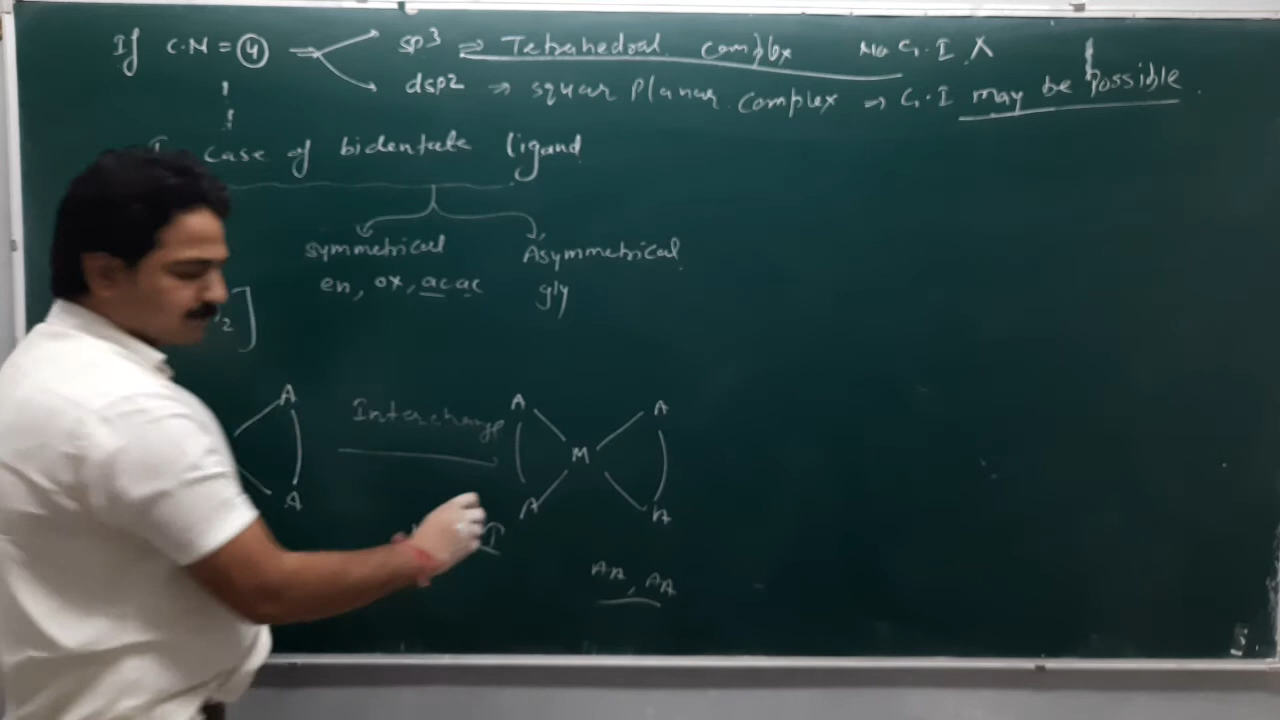 If C.N = 4 ⇒ sp3 ⇒ Tetrahedral complex No G.I X
dsp2 ⇒ squar Planar complex ⇒ G.I may be Possible
case of bidentate ligand
symmetrical Asymmetrical
en, ox, acac gly
2]
A Interchange A A
M
A A A
AA, AA